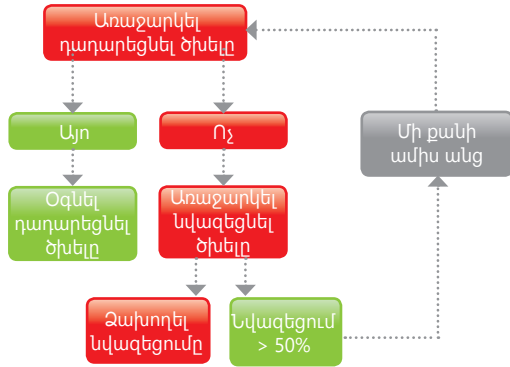 Առաջարկել
դադարեցնել ծխելը
Այո
Ոչ
Մի քանի
ամիս անց
Օգնել
դադարեցնել
ծխելը
Առաջարկել
նվազեցնել
ծխելը
Ձախողել
նվազեցումը
Նվազեցում
> 50%